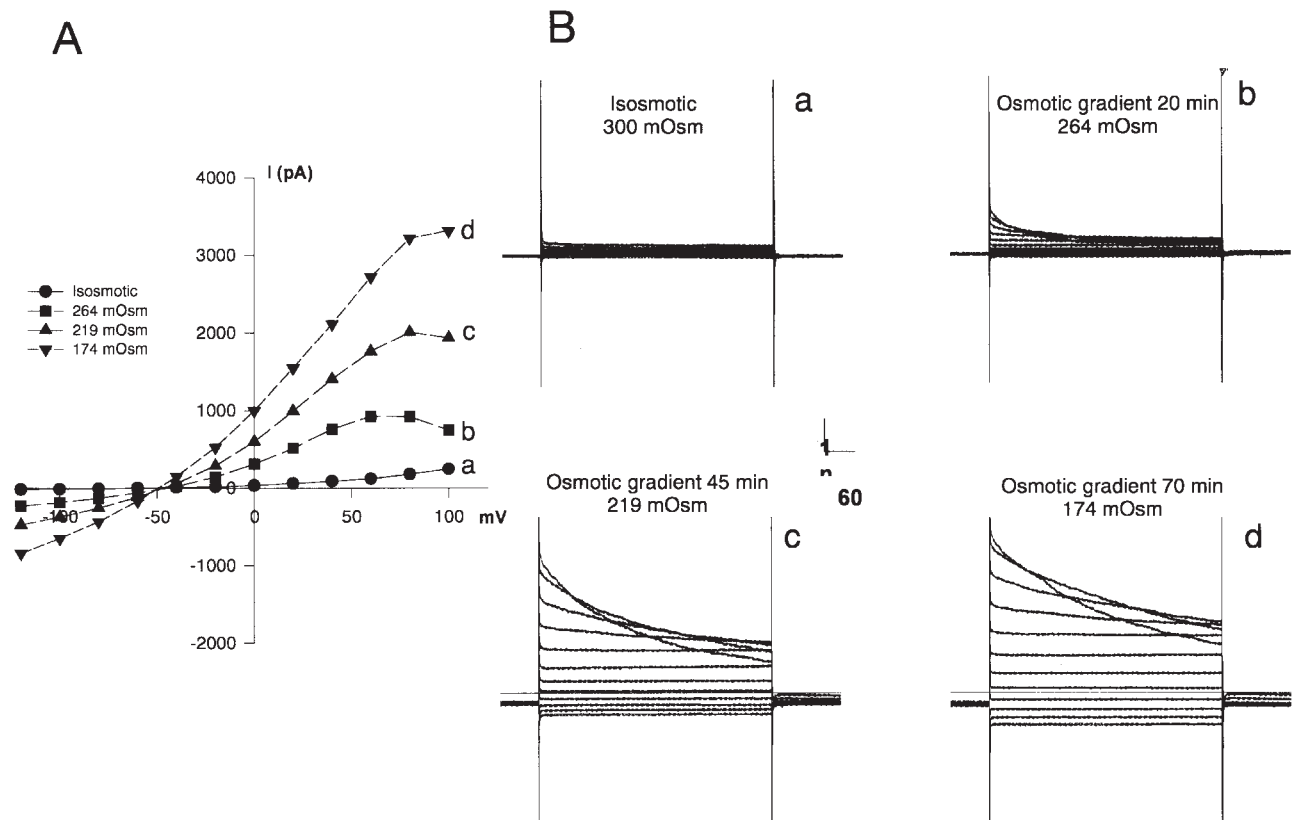 A
B
Isosmotic
300 mOsm
a
Osmotic gradient 20 min
264 mOsm
b
I (pA)
4000
3000
2000
1000
0
-1000
-2000
-100
-50
0
50
100
mV
d
c
b
a
Isosmotic
264 mOsm
219 mOsm
174 mOsm
1
n
60
Osmotic gradient 45 min
219 mOsm
c
Osmotic gradient 70 min
174 mOsm
d